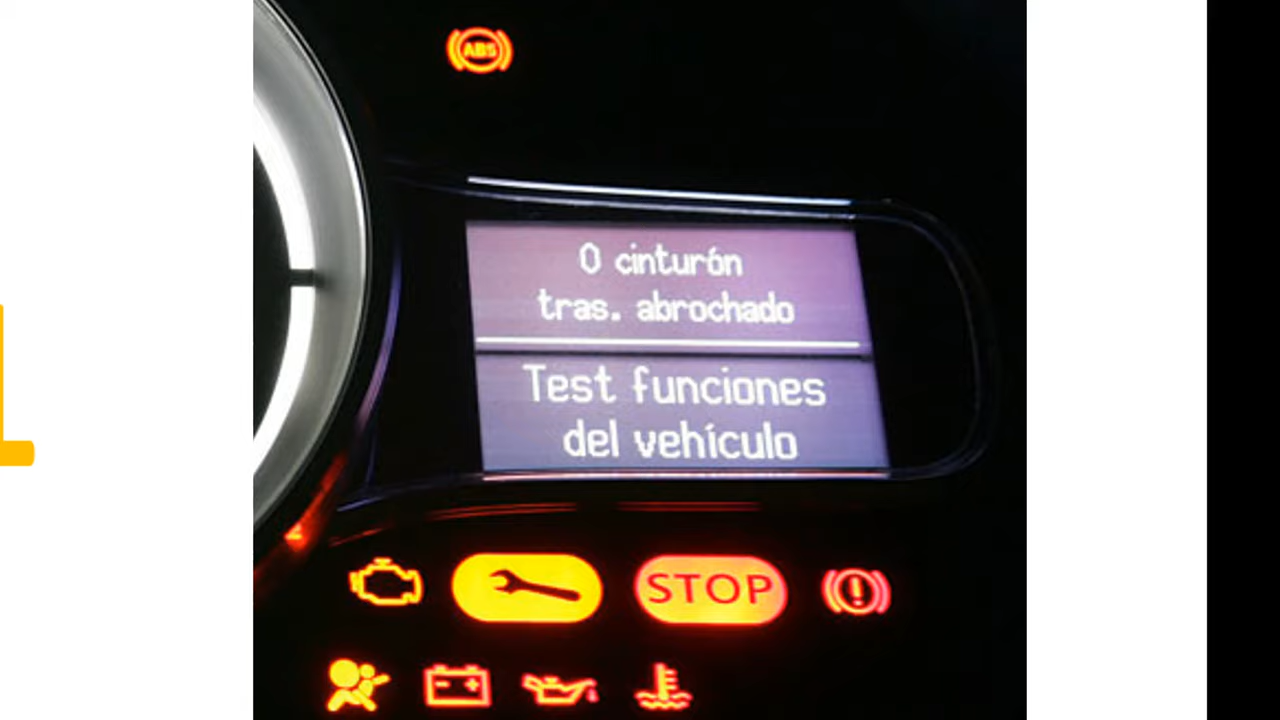 ABS
0 cinturón
tras. abrochado
Test funciones
del vehículo
STOP